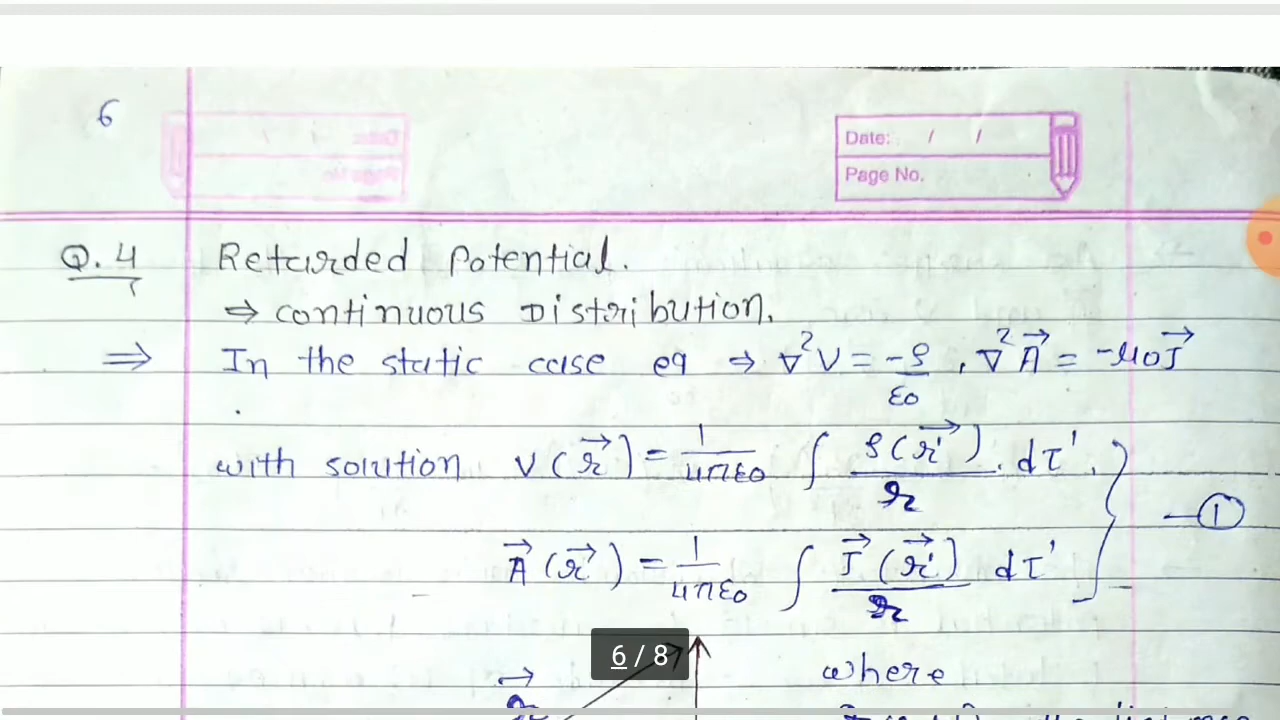 6
Date: / /
Page No.
Q.4 Retarded Potential.
⇒ continuous Distribution.
⇒ In the static case eq ⇒ ∇²V = -ρ/ε0 , ∇²A⃗ = -μ0J⃗
with solution V(r⃗) = 1/4πε0 ∫ ρ(r⃗')/r . dτ'.
A⃗(r⃗) = 1/4πε0 ∫ J⃗(r⃗')/r dτ' } —①
6 / 8
where